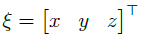 ξ = [x y z]^⊤